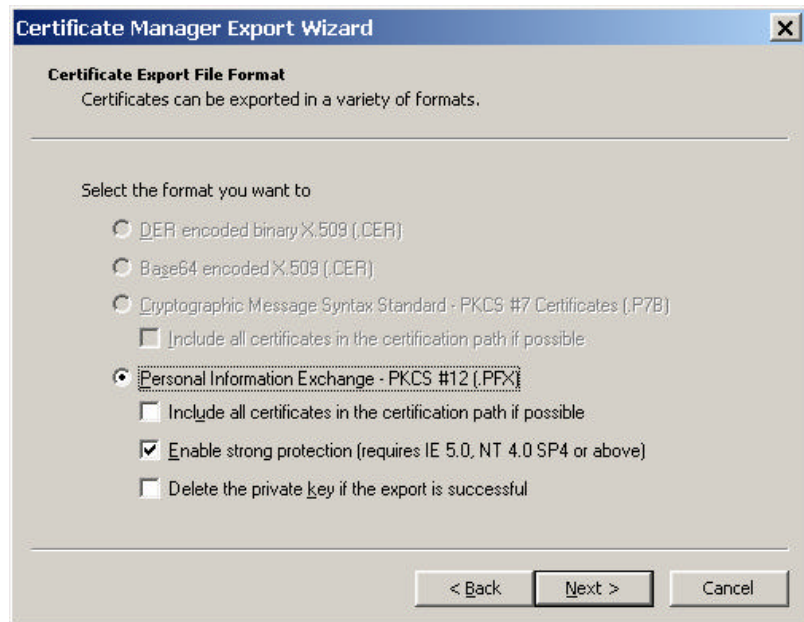 Certificate Manager Export Wizard
Certificate Export File Format
Certificates can be exported in a variety of formats.
Select the format you want to
DER encoded binary X.509 (.CER)
Base64 encoded X.509 (.CER)
Cryptographic Message Syntax Standard - PKCS #7 Certificates (.P7B)
Include all certificates in the certification path if possible
Personal Information Exchange - PKCS #12 (.PFX)
Include all certificates in the certification path if possible
Enable strong protection (requires IE 5.0, NT 4.0 SP4 or above)
Delete the private key if the export is successful
< Back Next > Cancel